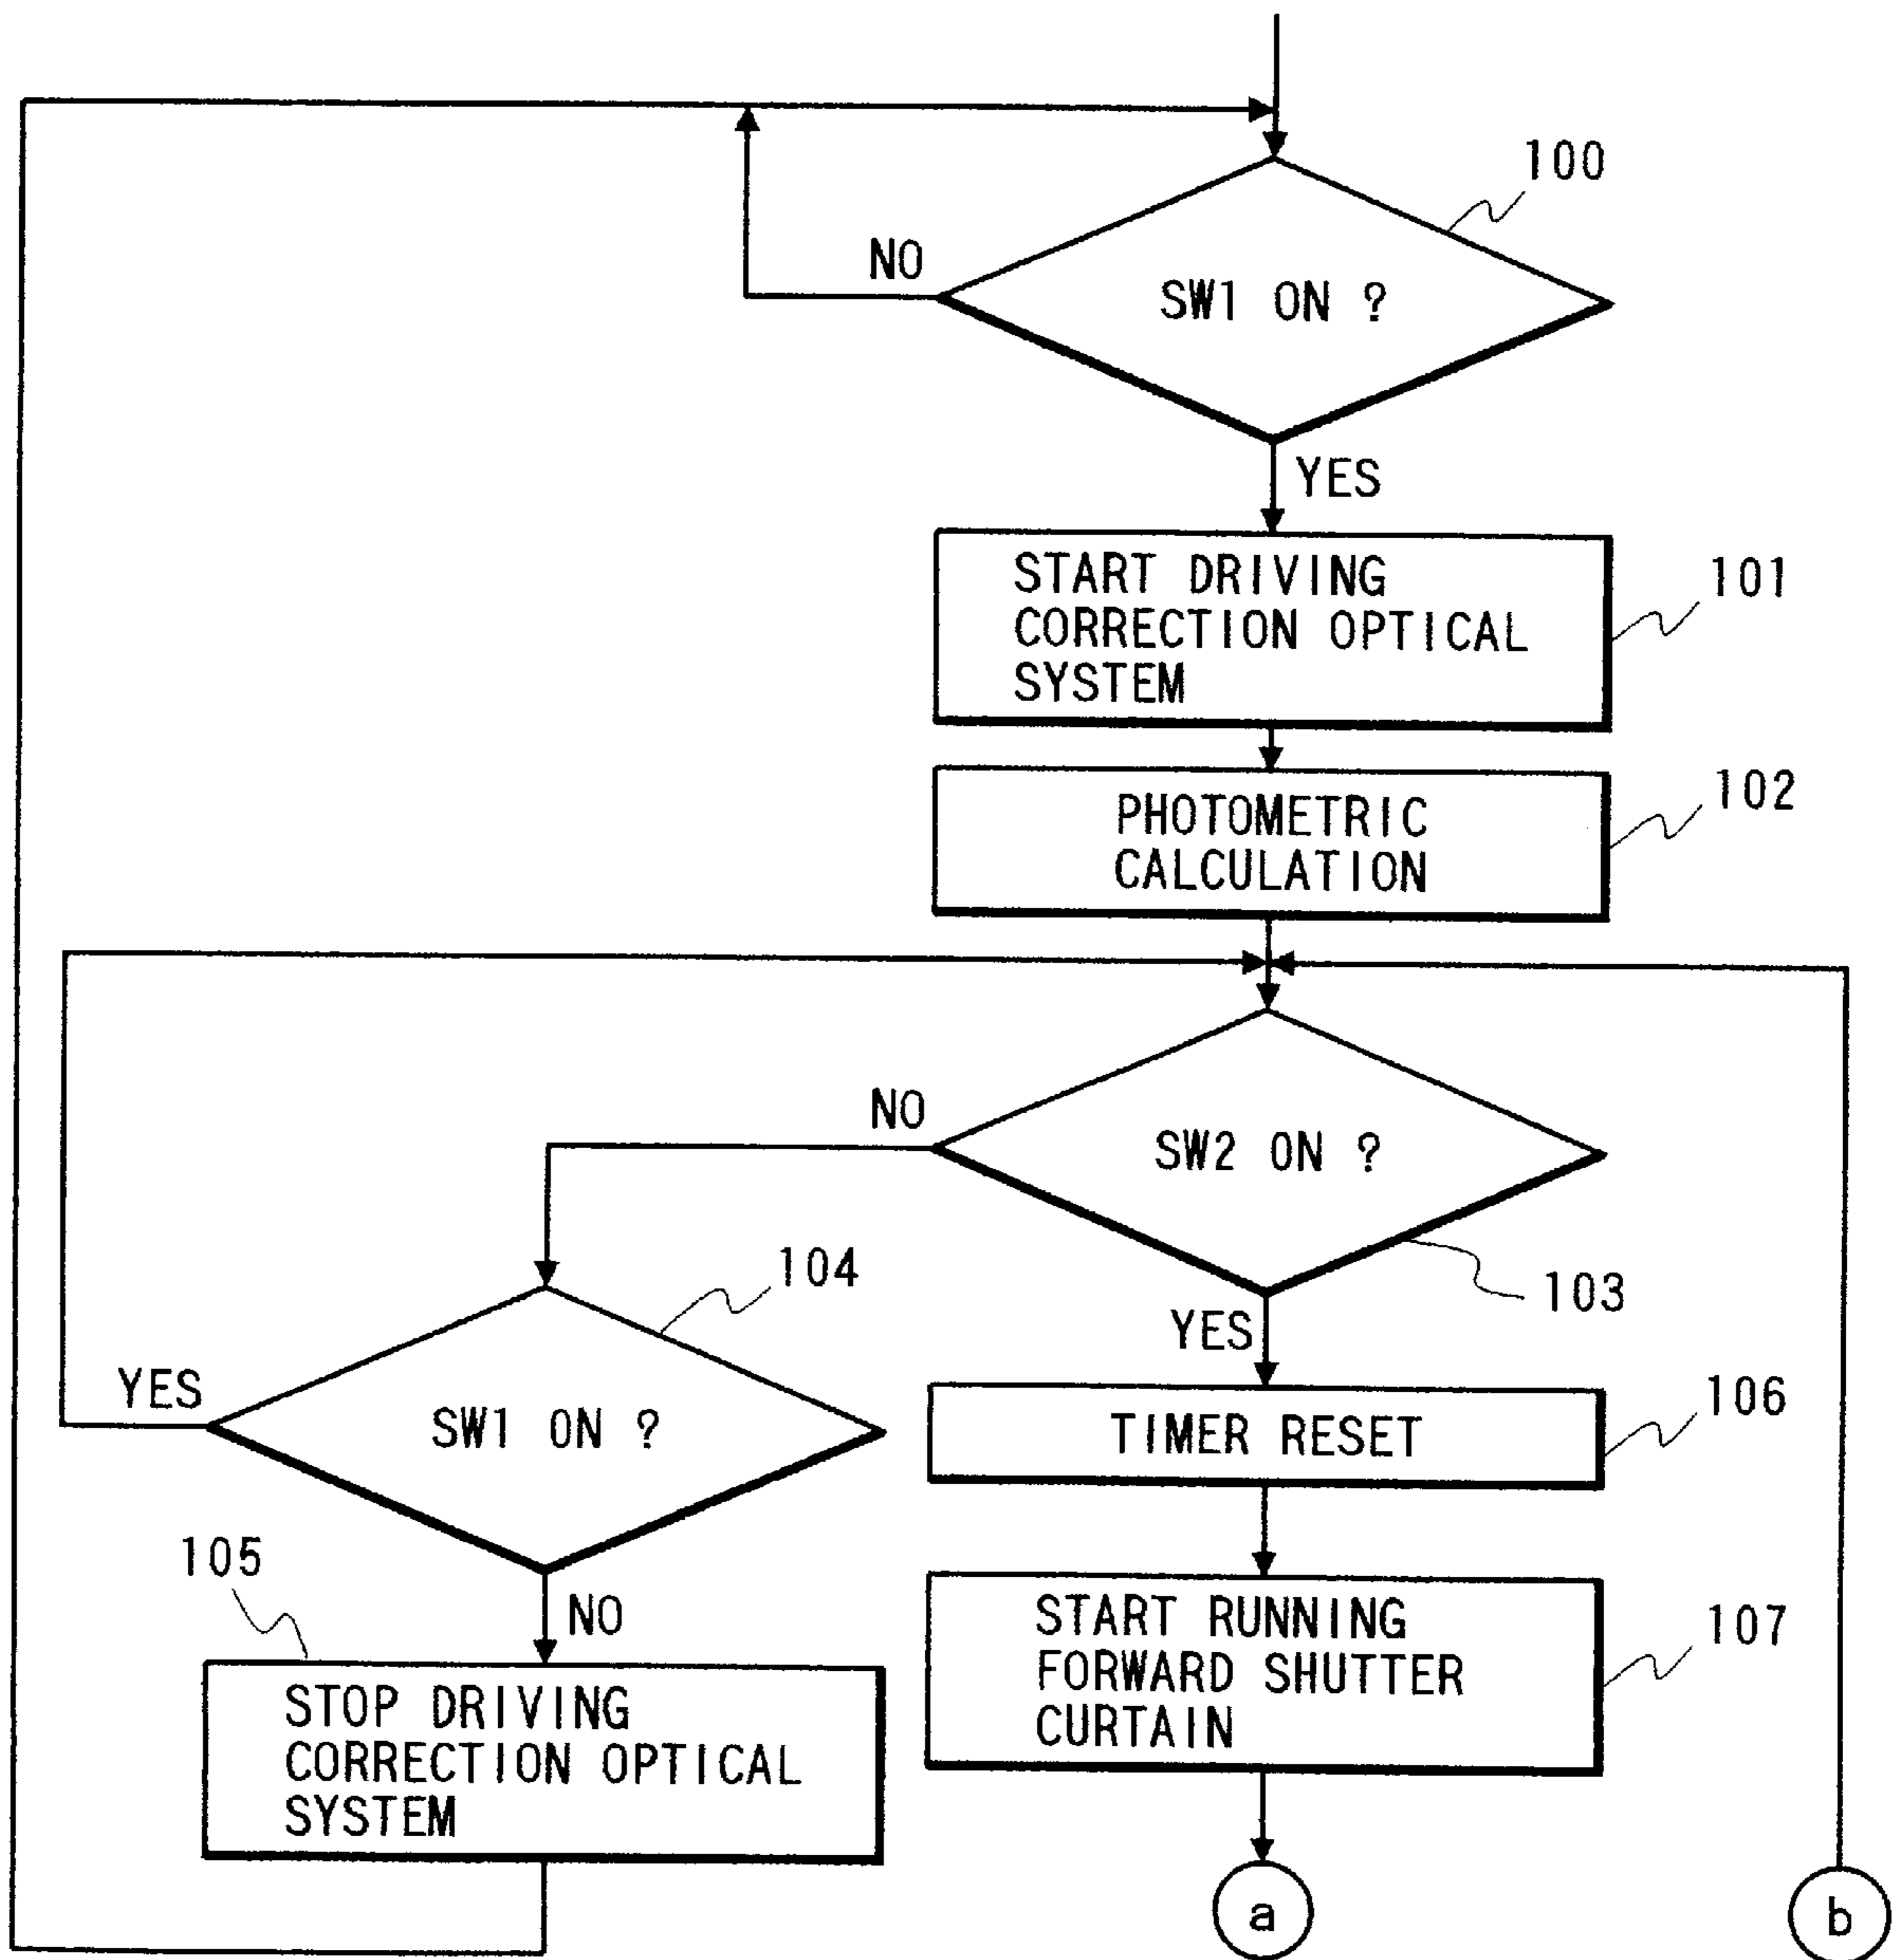 100
NO
SW1 ON ?
YES
START DRIVING
CORRECTION OPTICAL
SYSTEM
101
PHOTOMETRIC
CALCULATION
102
NO
SW2 ON ?
103
104
YES
SW1 ON ?
YES
TIMER RESET
106
105
NO
STOP DRIVING
CORRECTION OPTICAL
SYSTEM
START RUNNING
FORWARD SHUTTER
CURTAIN
107
a
b